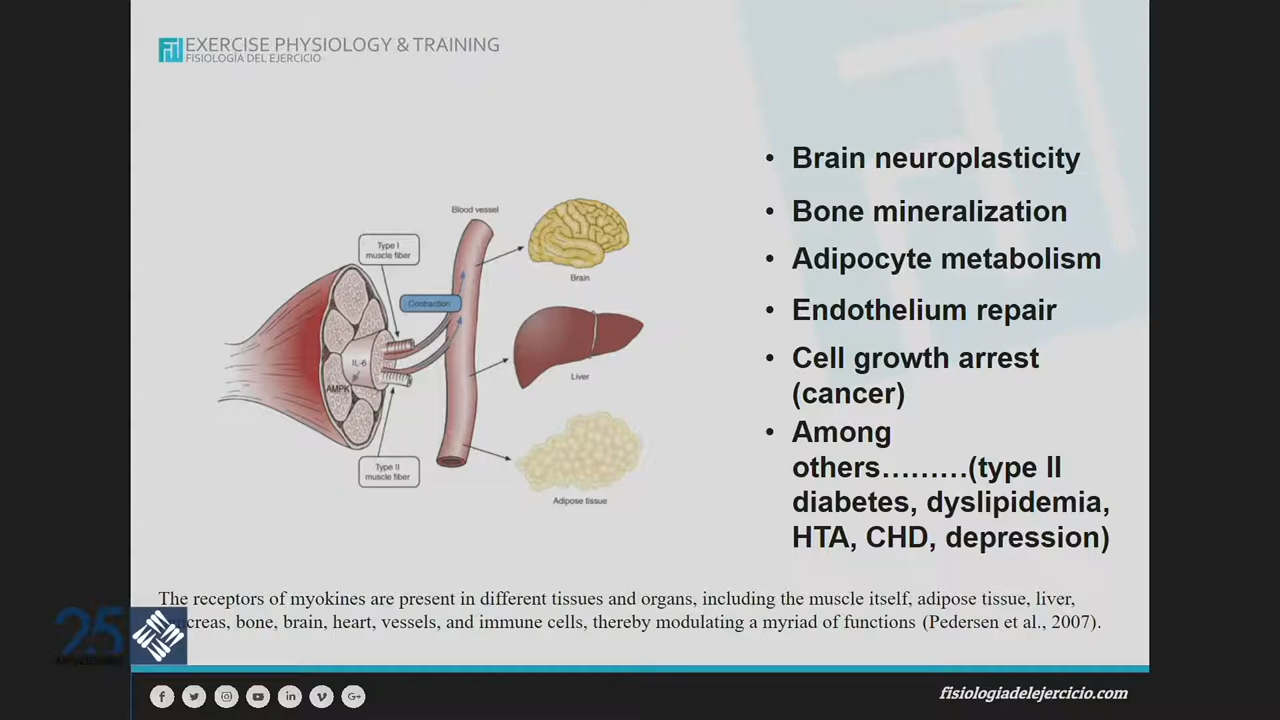 EXERCISE PHYSIOLOGY & TRAINING
FISIOLOGÍA DEL EJERCICIO
Blood vessel
Type I
muscle fiber
Contraction
Brain
IL-6
AMPK
Liver
Type II
muscle fiber
Adipose tissue
• Brain neuroplasticity
• Bone mineralization
• Adipocyte metabolism
• Endothelium repair
• Cell growth arrest
(cancer)
• Among
others………(type II
diabetes, dyslipidemia,
HTA, CHD, depression)
The receptors of myokines are present in different tissues and organs, including the muscle itself, adipose tissue, liver,
bone, brain, heart, vessels, and immune cells, thereby modulating a myriad of functions (Pedersen et al., 2007).
25
fisiologiadelejercicio.com